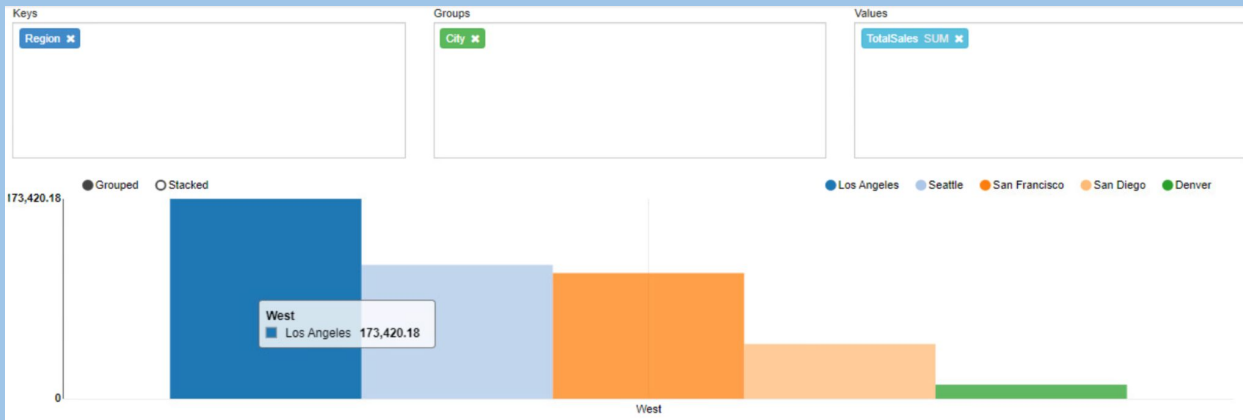 Keys
Groups
Values
Region ✖
City ✖
TotalSales SUM ✖
Grouped Stacked
Los Angeles Seattle San Francisco San Diego Denver
173,420.18
West
Los Angeles 173,420.18
0
West